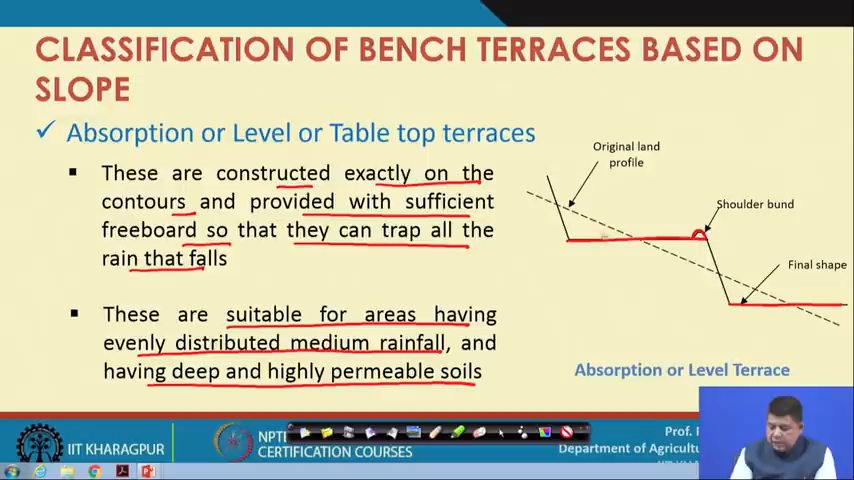 CLASSIFICATION OF BENCH TERRACES BASED ON
SLOPE
✓ Absorption or Level or Table top terraces
▪ These are constructed exactly on the
contours and provided with sufficient
freeboard so that they can trap all the
rain that falls
▪ These are suitable for areas having
evenly distributed medium rainfall, and
having deep and highly permeable soils
Original land
profile
Shoulder bund
Final shape
Absorption or Level Terrace
IIT KHARAGPUR
NPTE
CERTIFICATION COURSES
Prof.
Department of Agricultu